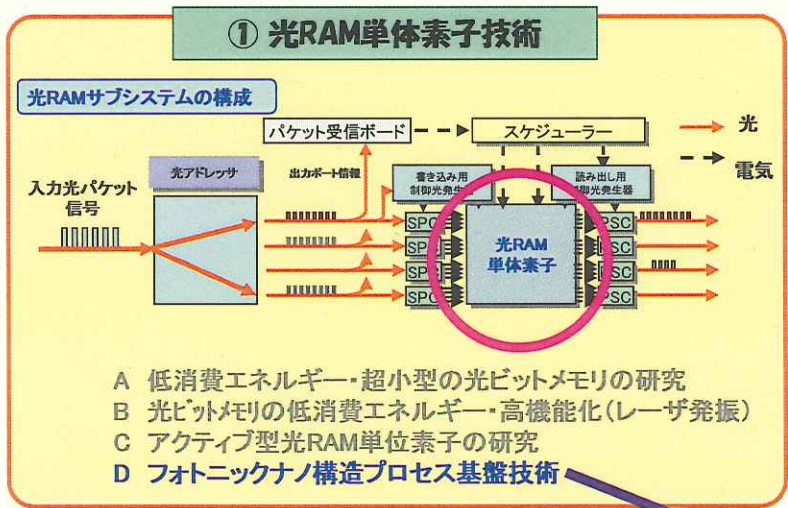 ① 光RAM単体素子技術
光RAMサブシステムの構成
パケット受信ボード
スケジューラー
光
電気
入力光パケット
信号
光アドレッサ
出力ポート情報
書き込み用
制御光発生器
読み出し用
制御光発生器
SPC
SPC
SPC
SPC
光RAM
単体素子
PSC
PSC
PSC
PSC
A 低消費エネルギー・超小型の光ビットメモリの研究
B 光ビットメモリの低消費エネルギー・高機能化(レーザ発振)
C アクティブ型光RAM単位素子の研究
D フォトニックナノ構造プロセス基盤技術